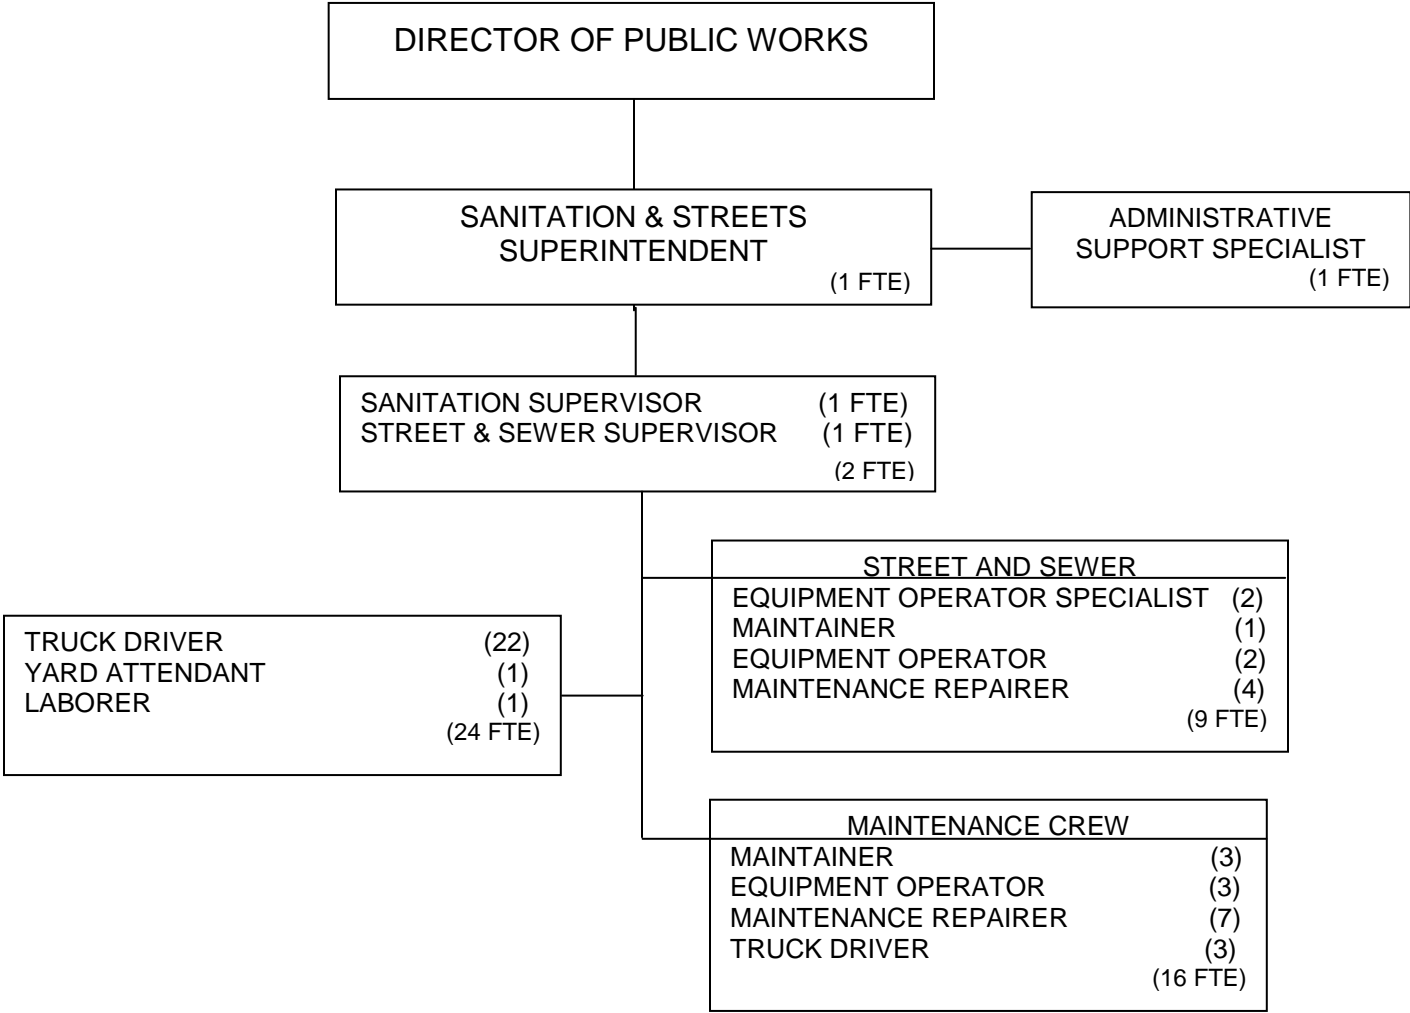 DIRECTOR OF PUBLIC WORKS
SANITATION & STREETS
SUPERINTENDENT
(1 FTE)
ADMINISTRATIVE
SUPPORT SPECIALIST
(1 FTE)
SANITATION SUPERVISOR (1 FTE)
STREET & SEWER SUPERVISOR (1 FTE)
(2 FTE)
TRUCK DRIVER (22)
YARD ATTENDANT (1)
LABORER (1)
(24 FTE)
STREET AND SEWER
EQUIPMENT OPERATOR SPECIALIST (2)
MAINTAINER (1)
EQUIPMENT OPERATOR (2)
MAINTENANCE REPAIRER (4)
(9 FTE)
MAINTENANCE CREW
MAINTAINER (3)
EQUIPMENT OPERATOR (3)
MAINTENANCE REPAIRER (7)
TRUCK DRIVER (3)
(16 FTE)